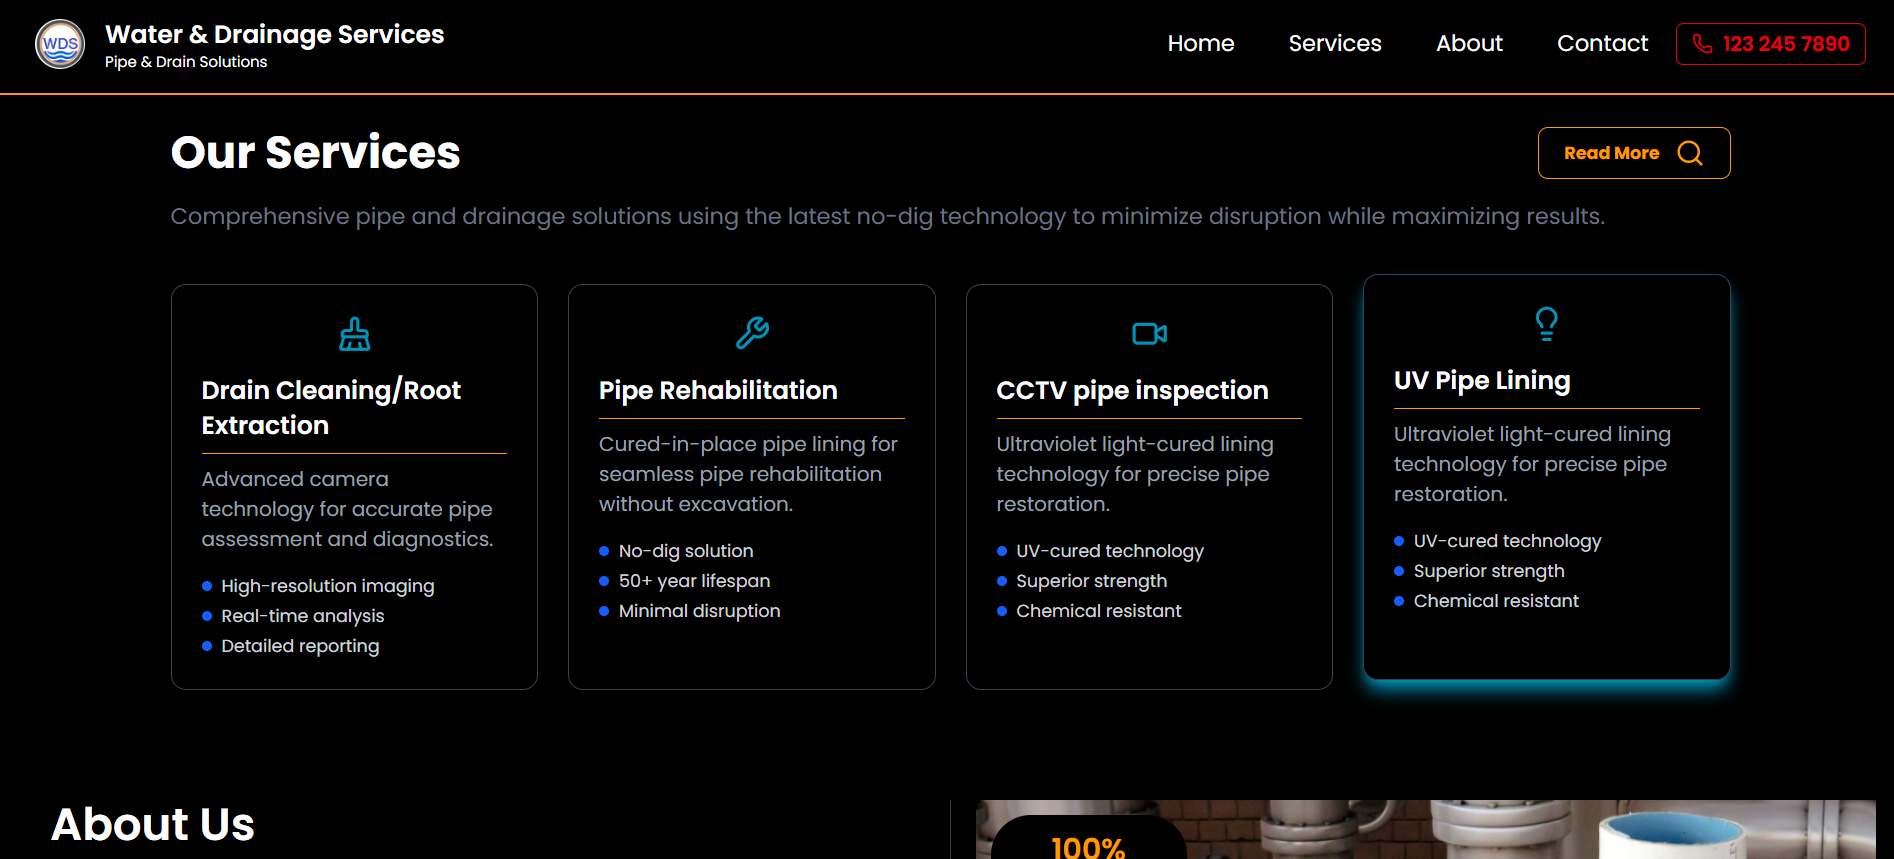 WDS
Water & Drainage Services
Pipe & Drain Solutions
Home
Services
About
Contact
123 245 7890
Our Services
Read More
Comprehensive pipe and drainage solutions using the latest no-dig technology to minimize disruption while maximizing results.
Drain Cleaning/Root
Extraction
Advanced camera
technology for accurate pipe
assessment and diagnostics.
High-resolution imaging
Real-time analysis
Detailed reporting
Pipe Rehabilitation
Cured-in-place pipe lining for
seamless pipe rehabilitation
without excavation.
No-dig solution
50+ year lifespan
Minimal disruption
CCTV pipe inspection
Ultraviolet light-cured lining
technology for precise pipe
restoration.
UV-cured technology
Superior strength
Chemical resistant
UV Pipe Lining
Ultraviolet light-cured lining
technology for precise pipe
restoration.
UV-cured technology
Superior strength
Chemical resistant
About Us
100%